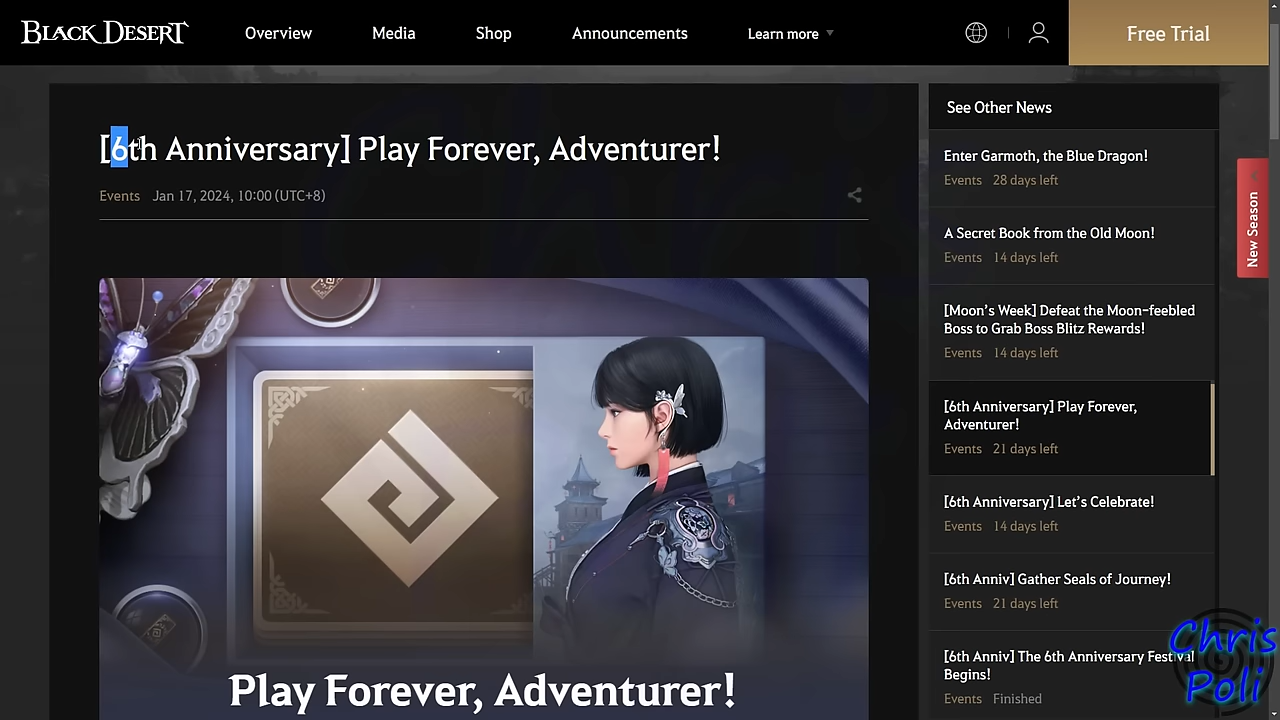 BLACK DESERT
Overview
Media
Shop
Announcements
Learn more
Free Trial
[6th Anniversary] Play Forever, Adventurer!
Events Jan 17, 2024, 10:00 (UTC+8)
Play Forever, Adventurer!
See Other News
Enter Garmoth, the Blue Dragon!
Events 28 days left
A Secret Book from the Old Moon!
Events 14 days left
[Moon's Week] Defeat the Moon-feebled
Boss to Grab Boss Blitz Rewards!
Events 14 days left
[6th Anniversary] Play Forever,
Adventurer!
Events 21 days left
[6th Anniversary] Let's Celebrate!
Events 14 days left
[6th Anniv] Gather Seals of Journey!
Events 21 days left
[6th Anniv] The 6th Anniversary Festival
Begins!
Events Finished
New Season
Chris
Poli